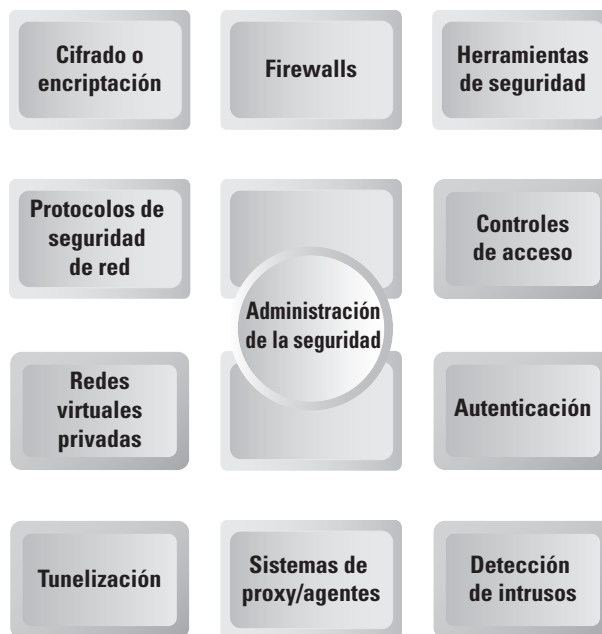 Cifrado o
encriptación
Firewalls
Herramientas
de seguridad
Protocolos de
seguridad
de red
Controles
de acceso
Administración
de la seguridad
Redes
virtuales
privadas
Autenticación
Tunelización
Sistemas de
proxy/agentes
Detección
de intrusos